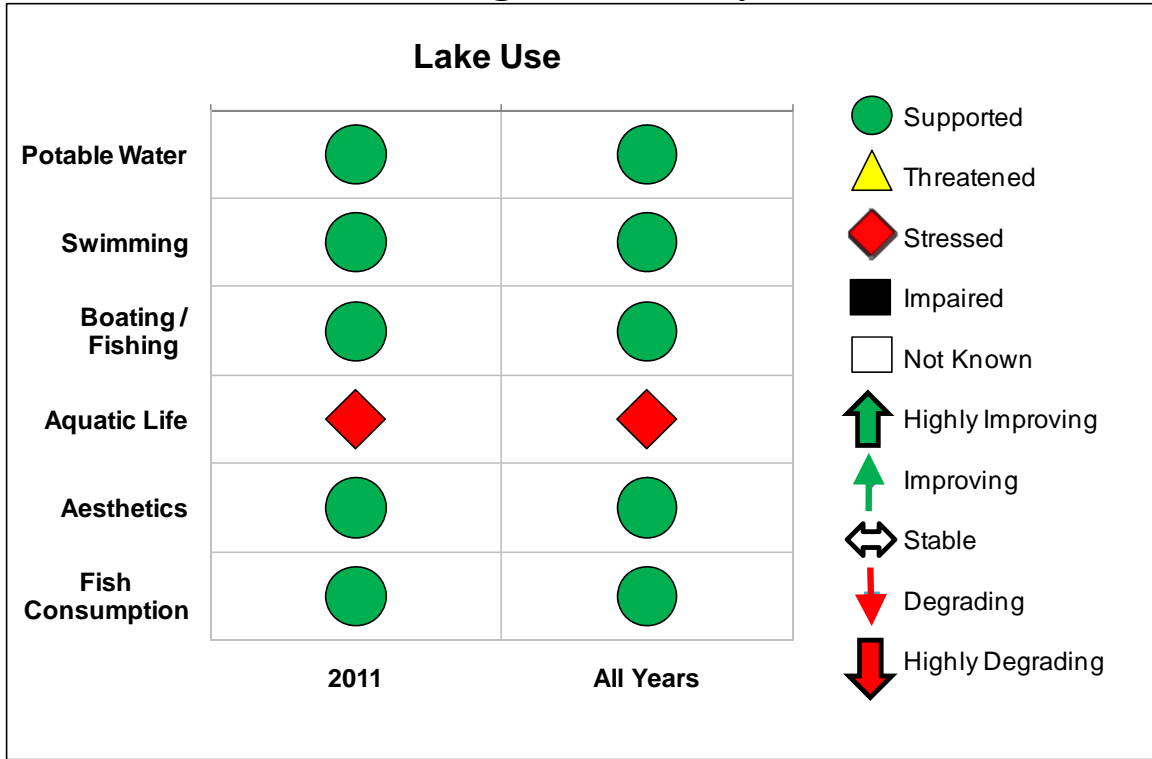 Lake Use
Potable Water
Swimming
Boating /
Fishing
Aquatic Life
Aesthetics
Fish
Consumption
2011
All Years
Supported
Threatened
Stressed
Impaired
Not Known
Highly Improving
Improving
Stable
Degrading
Highly Degrading